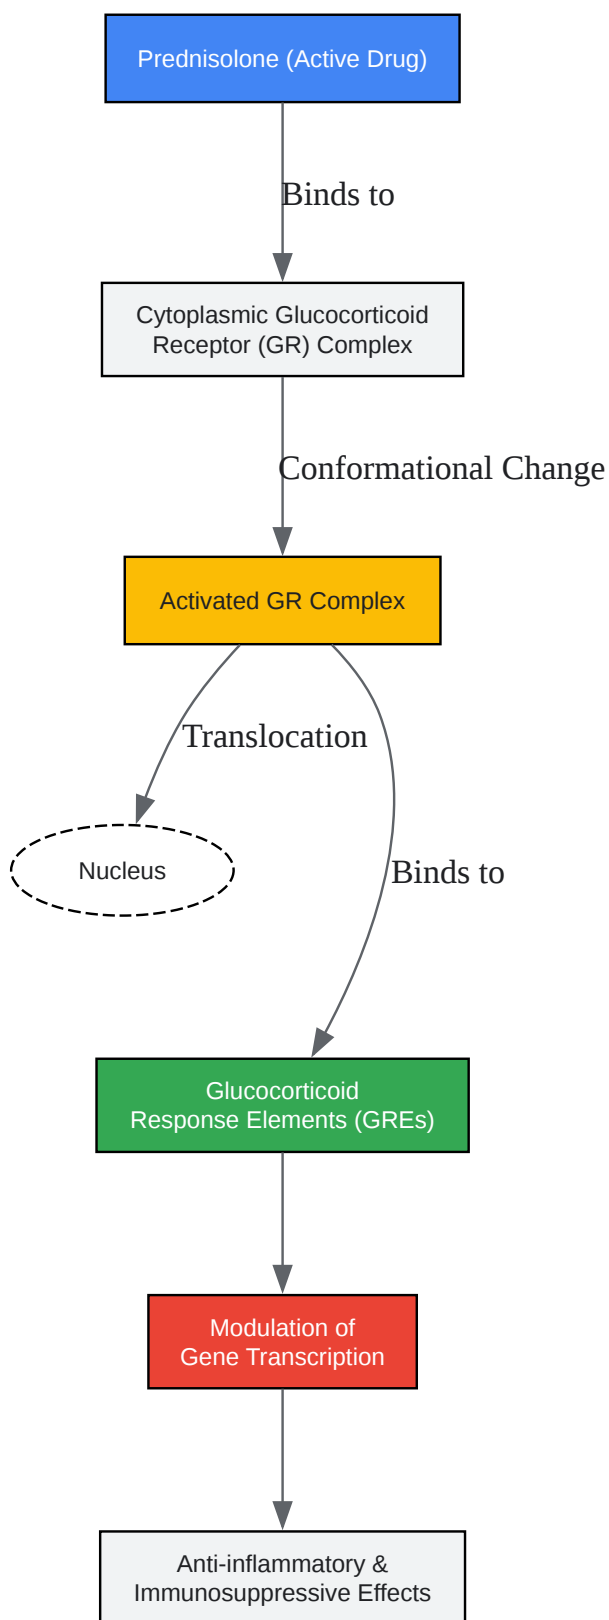 Prednisolone (Active Drug)
Binds to
Cytoplasmic Glucocorticoid
Receptor (GR) Complex
Conformational Change
Activated GR Complex
Translocation
Nucleus
Binds to
Glucocorticoid
Response Elements (GREs)
Modulation of
Gene Transcription
Anti-inflammatory &
Immunosuppressive Effects